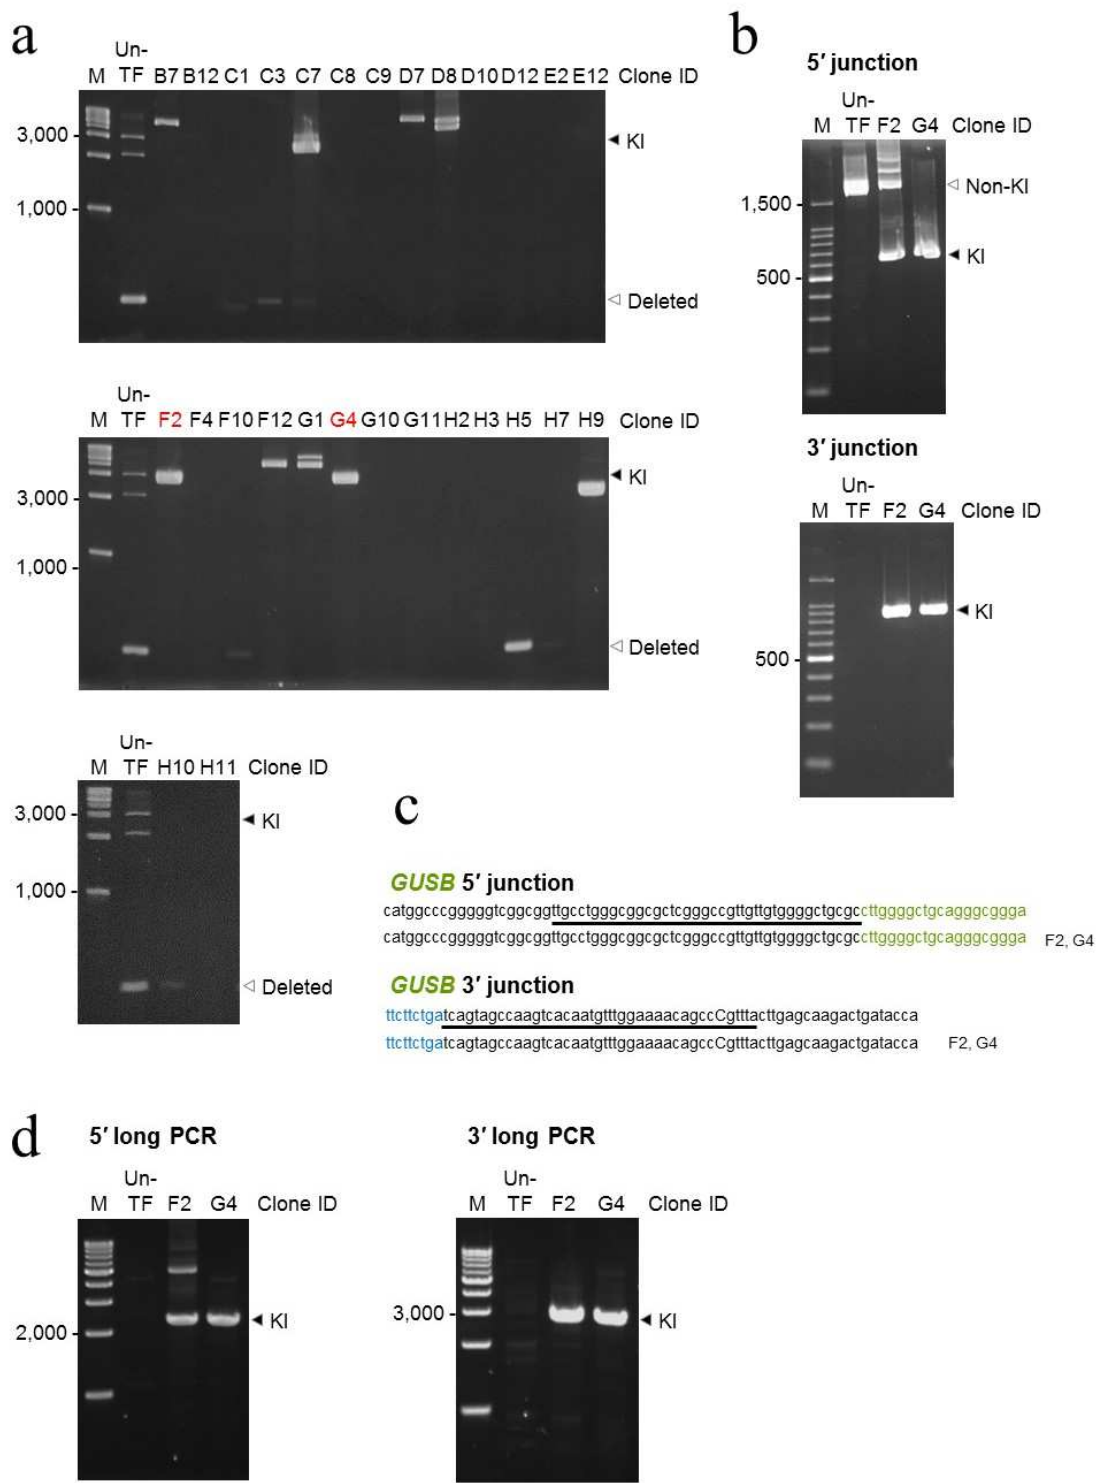 a
Un-
M TF B7 B12 C1 C3 C7 C8 C9 D7 D8 D10 D12 E2 E12 Clone ID
3,000 -
KI
1,000 -
Deleted
Un-
M TF F2 F4 F10 F12 G1 G4 G10 G11 H2 H3 H5 H7 H9 Clone ID
KI
3,000 -
1,000 -
Deleted
Un-
M TF H10 H11 Clone ID
3,000 -
KI
1,000 -
Deleted
b
5′ junction
Un-
M TF F2 G4 Clone ID
Non-KI
1,500 -
KI
500 -
3′ junction
Un-
M TF F2 G4 Clone ID
KI
500 -
c
GUSB 5′ junction
catggcccgggggtcggcggttgcctgggcggcgctcgggccgttgttgtggggctgcgccttggggctgcagggcggga
catggcccgggggtcggcggttgcctgggcggcgctcgggccgttgttgtggggctgcgccttggggctgcagggcggga F2, G4
GUSB 3′ junction
ttcttctgatcagtagccaagtcacaatgtttggaaaacagccCgtttacttgagcaagactgatacca
ttcttctgatcagtagccaagtcacaatgtttggaaaacagccCgtttacttgagcaagactgatacca F2, G4
d
5′ long PCR
Un-
M TF F2 G4 Clone ID
KI
2,000 -
3′ long PCR
Un-
M TF F2 G4 Clone ID
3,000 -
KI